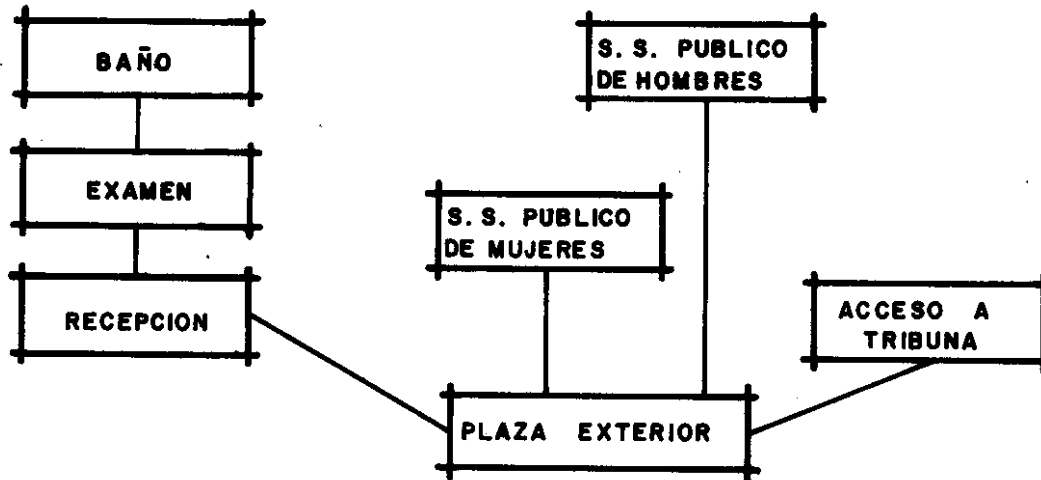 BAÑO
S. S. PUBLICO
DE HOMBRES
EXAMEN
S. S. PUBLICO
DE MUJERES
RECEPCION
ACCESO A
TRIBUNA
PLAZA EXTERIOR